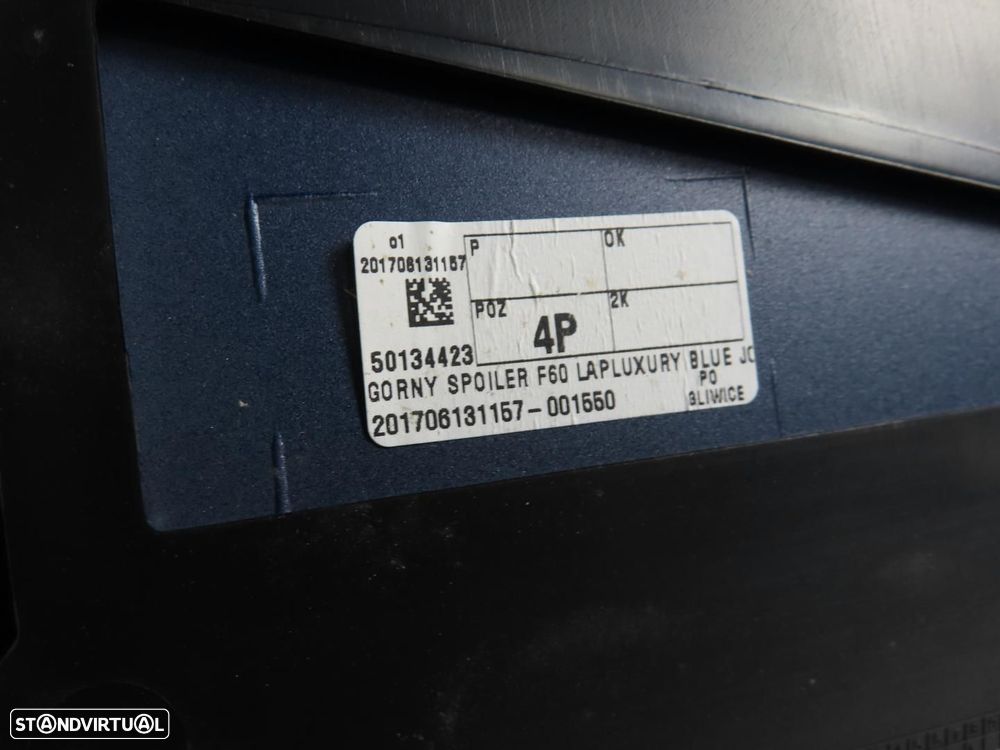 01
201706131157
P
OK
POZ
4P
2K
50134423
GORNY SPOILER F60 LAPLUXURY BLUE JC
201706131157-001550
PO
GLIWICE
STANDVIRTUAL